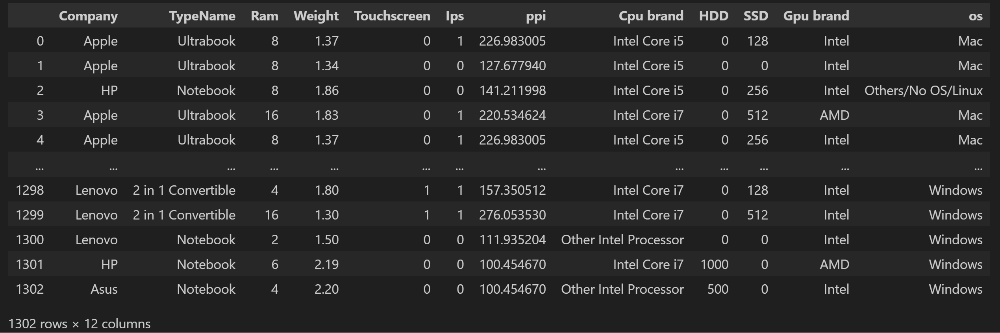 Company TypeName Ram Weight Touchscreen Ips ppi Cpu brand HDD SSD Gpu brand os
0 Apple Ultrabook 8 1.37 0 1 226.983005 Intel Core i5 0 128 Intel Mac
1 Apple Ultrabook 8 1.34 0 0 127.677940 Intel Core i5 0 0 Intel Mac
2 HP Notebook 8 1.86 0 0 141.211998 Intel Core i5 0 256 Intel Others/No OS/Linux
3 Apple Ultrabook 16 1.83 0 1 220.534624 Intel Core i7 0 512 AMD Mac
4 Apple Ultrabook 8 1.37 0 1 226.983005 Intel Core i5 0 256 Intel Mac
... ... ... ... ... ... ... ... ... ... ... ... ...
1298 Lenovo 2 in 1 Convertible 4 1.80 1 1 157.350512 Intel Core i7 0 128 Intel Windows
1299 Lenovo 2 in 1 Convertible 16 1.30 1 1 276.053530 Intel Core i7 0 512 Intel Windows
1300 Lenovo Notebook 2 1.50 0 0 111.935204 Other Intel Processor 0 0 Intel Windows
1301 HP Notebook 6 2.19 0 0 100.454670 Intel Core i7 1000 0 AMD Windows
1302 Asus Notebook 4 2.20 0 0 100.454670 Other Intel Processor 500 0 Intel Windows
1302 rows × 12 columns